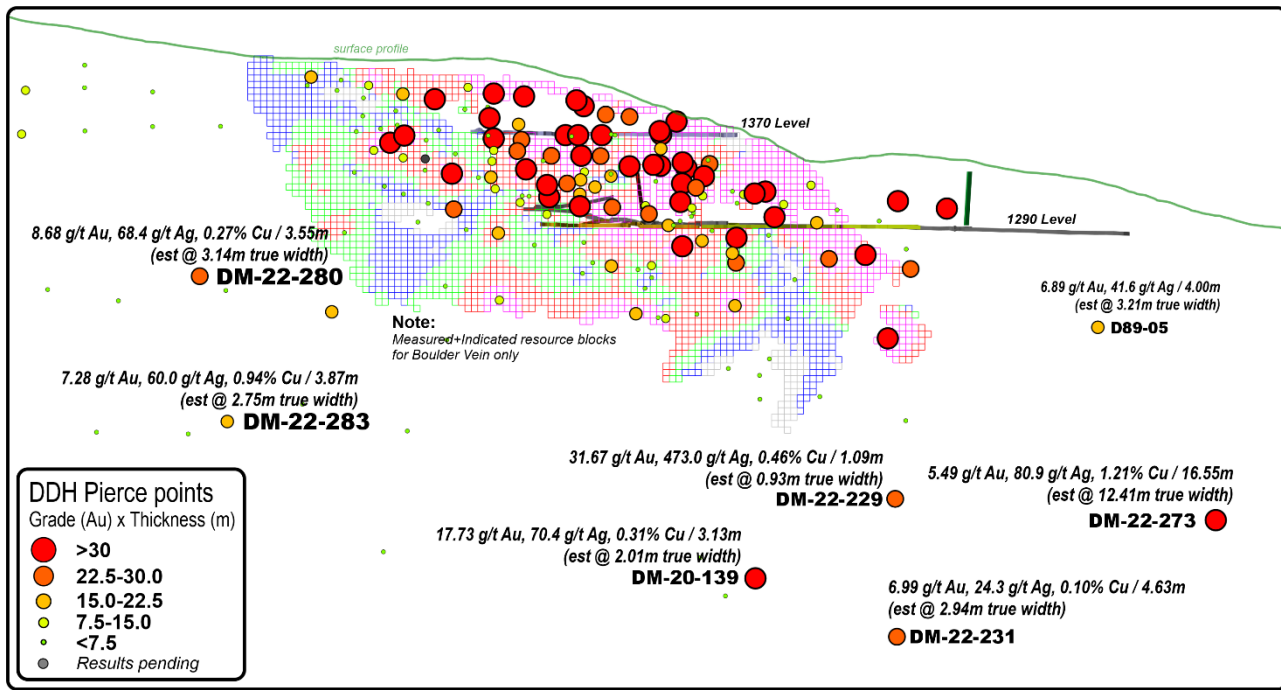 surface profile
1370 Level
1290 Level
8.68 g/t Au, 68.4 g/t Ag, 0.27% Cu / 3.55m
(est @ 3.14m true width)
DM-22-280
6.89 g/t Au, 41.6 g/t Ag / 4.00m
(est @ 3.21m true width)
D89-05
Note:
Measured+Indicated resource blocks
for Boulder Vein only
7.28 g/t Au, 60.0 g/t Ag, 0.94% Cu / 3.87m
(est @ 2.75m true width)
DM-22-283
31.67 g/t Au, 473.0 g/t Ag, 0.46% Cu / 1.09m
(est @ 0.93m true width)
DM-22-229
5.49 g/t Au, 80.9 g/t Ag, 1.21% Cu / 16.55m
(est @ 12.41m true width)
DM-22-273
17.73 g/t Au, 70.4 g/t Ag, 0.31% Cu / 3.13m
(est @ 2.01m true width)
DM-20-139
6.99 g/t Au, 24.3 g/t Ag, 0.10% Cu / 4.63m
(est @ 2.94m true width)
DM-22-231
DDH Pierce points
Grade (Au) x Thickness (m)
>30
22.5-30.0
15.0-22.5
7.5-15.0
<7.5
Results pending